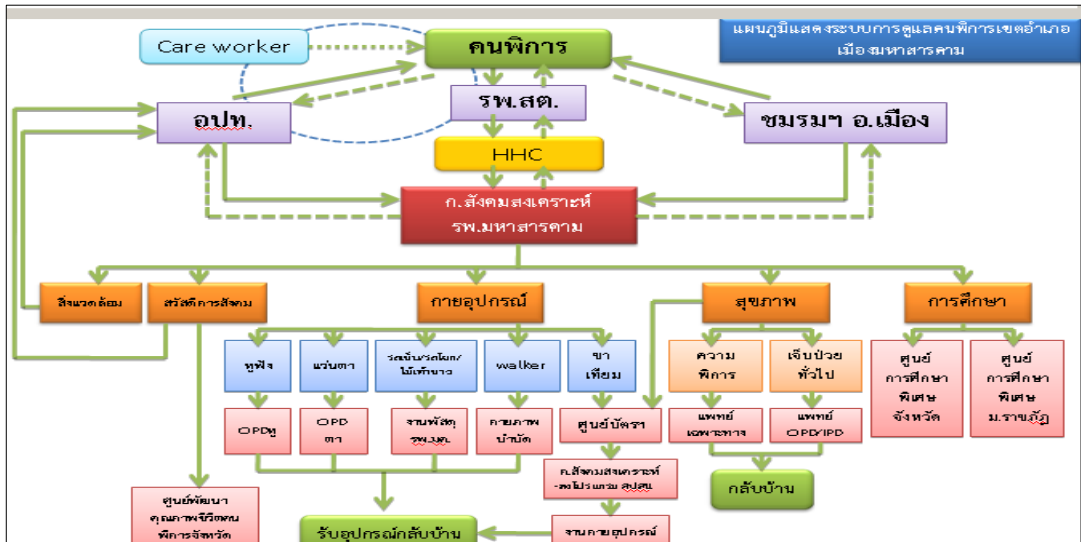 แผนภูมิแสดงระบบการดูแลคนพิการเขตอำเภอ
เมืองมหาสารคาม
Care worker
คนพิการ
อปท.
รพ.สต.
ชมรมฯ อ.เมือง
HHC
ก.สังคมสงเคราะห์
รพ.มหาสารคาม
สิ่งแวดล้อม
สวัสดิการสังคม
กายอุปกรณ์
สุขภาพ
การศึกษา
หูฟัง
แว่นตา
รถเข็น/รถโยก/
ไม้เท้าขาว
walker
ขา
เทียม
ความ
พิการ
เจ็บป่วย
ทั่วไป
ศูนย์
การศึกษา
พิเศษ
จังหวัด
ศูนย์
การศึกษา
พิเศษ
ม.ราชภัฏ
OPDหู
OPD
ตา
งานพัสดุ
รพ.มค.
กายภาพ
บำบัด
ศูนย์บัตรฯ
แพทย์
เฉพาะทาง
แพทย์
OPD/IPD
ก.สังคมสงเคราะห์
-ลงโปรแกรม
กลับบ้าน
ศูนย์พัฒนา
คุณภาพชีวิตคน
พิการจังหวัด
รับอุปกรณ์กลับบ้าน
งานกายอุปกรณ์